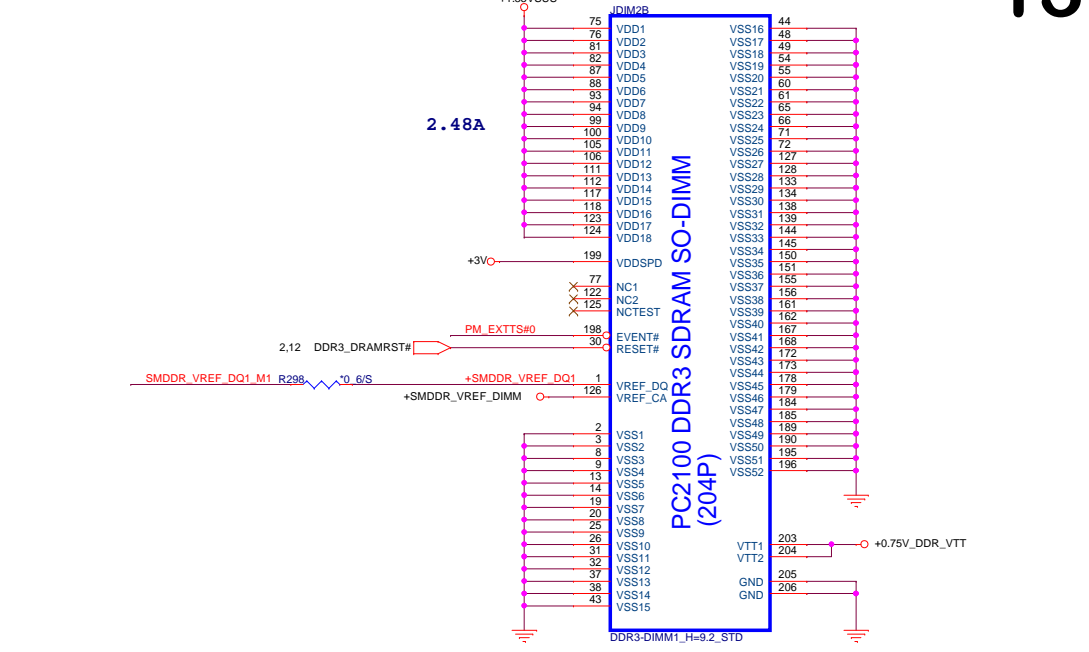 JDIM2B
75 VDD1
76 VDD2
81 VDD3
82 VDD4
87 VDD5
88 VDD6
93 VDD7
94 VDD8
99 VDD9
100 VDD10
105 VDD11
106 VDD12
111 VDD13
112 VDD14
117 VDD15
118 VDD16
123 VDD17
124 VDD18
2.48A
+3V 199 VDDSPD
77 NC1
122 NC2
125 NCTEST
PM_EXTTS#0 198 EVENT#
2,12 DDR3_DRAMRST# 30 RESET#
SMDDR_VREF_DQ1_M1 R298 *0_6/S +SMDDR_VREF_DQ1 1 VREF_DQ
+SMDDR_VREF_DIMM 126 VREF_CA
2 VSS1
3 VSS2
8 VSS3
9 VSS4
13 VSS5
14 VSS6
19 VSS7
20 VSS8
25 VSS9
26 VSS10
31 VSS11
32 VSS12
37 VSS13
38 VSS14
43 VSS15
PC2100 DDR3 SDRAM SO-DIMM
(204P)
VSS16 44
VSS17 48
VSS18 49
VSS19 54
VSS20 55
VSS21 60
VSS22 61
VSS23 65
VSS24 66
VSS25 71
VSS26 72
VSS27 127
VSS28 128
VSS29 133
VSS30 134
VSS31 138
VSS32 139
VSS33 144
VSS34 145
VSS35 150
VSS36 151
VSS37 155
VSS38 156
VSS39 161
VSS40 162
VSS41 167
VSS42 168
VSS43 172
VSS44 173
VSS45 178
VSS46 179
VSS47 184
VSS48 185
VSS49 189
VSS50 190
VSS51 195
VSS52 196
VTT1 203 +0.75V_DDR_VTT
VTT2 204
GND 205
GND 206
DDR3-DIMM1_H=9.2_STD